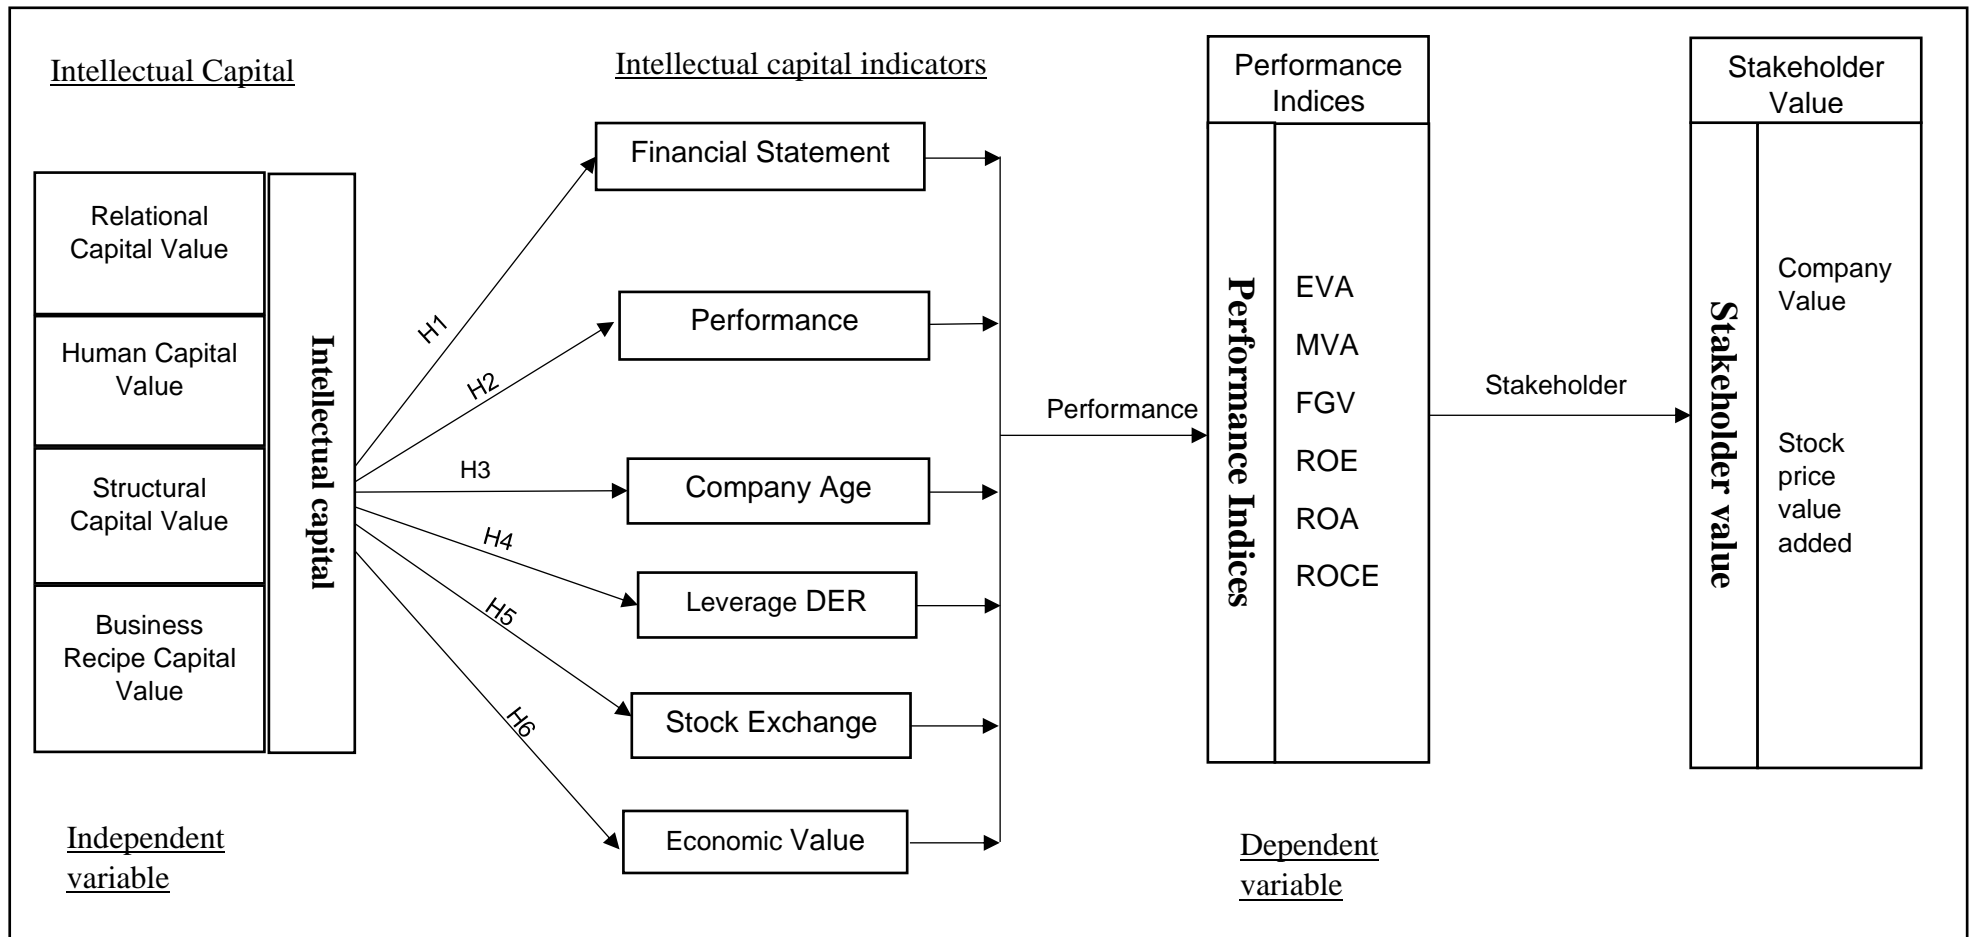 Intellectual Capital
Relational
Capital Value
Human Capital
Value
Structural
Capital Value
Business
Recipe Capital
Value
Intellectual capital
Independent
variable
H1
H2
H3
H4
H5
H6
Intellectual capital indicators
Financial Statement
Performance
Company Age
Leverage DER
Stock Exchange
Economic Value
Performance
Performance
Indices
Performance Indices
EVA
MVA
FGV
ROE
ROA
ROCE
Dependent
variable
Stakeholder
Stakeholder
Value
Stakeholder value
Company
Value
Stock
price
value
added